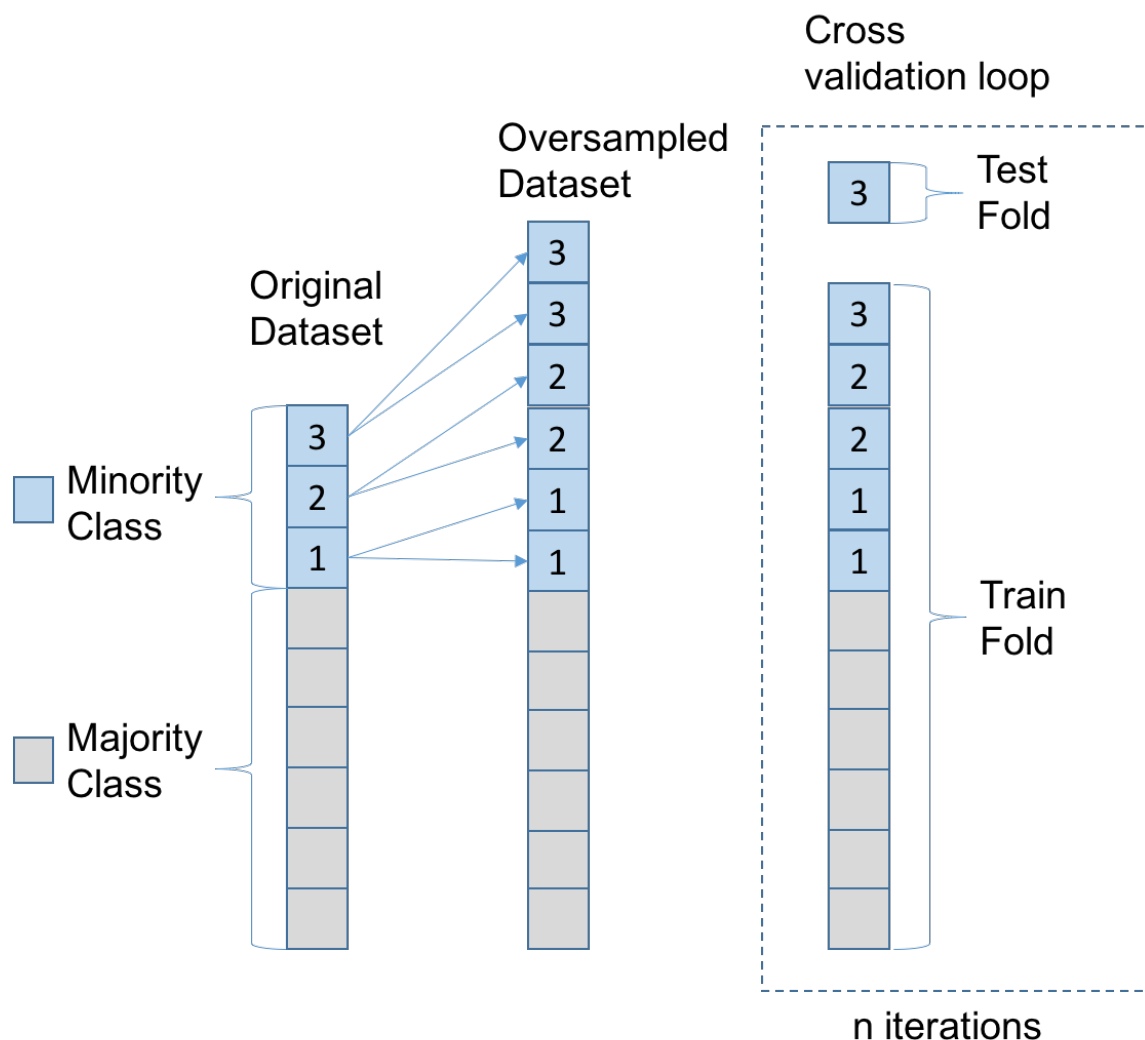 Cross
validation loop
Oversampled
Dataset
Original
Dataset
Minority
Class
Majority
Class
3
2
1
3
3
2
2
1
1
3
Test
Fold
3
2
2
1
1
Train
Fold
n iterations